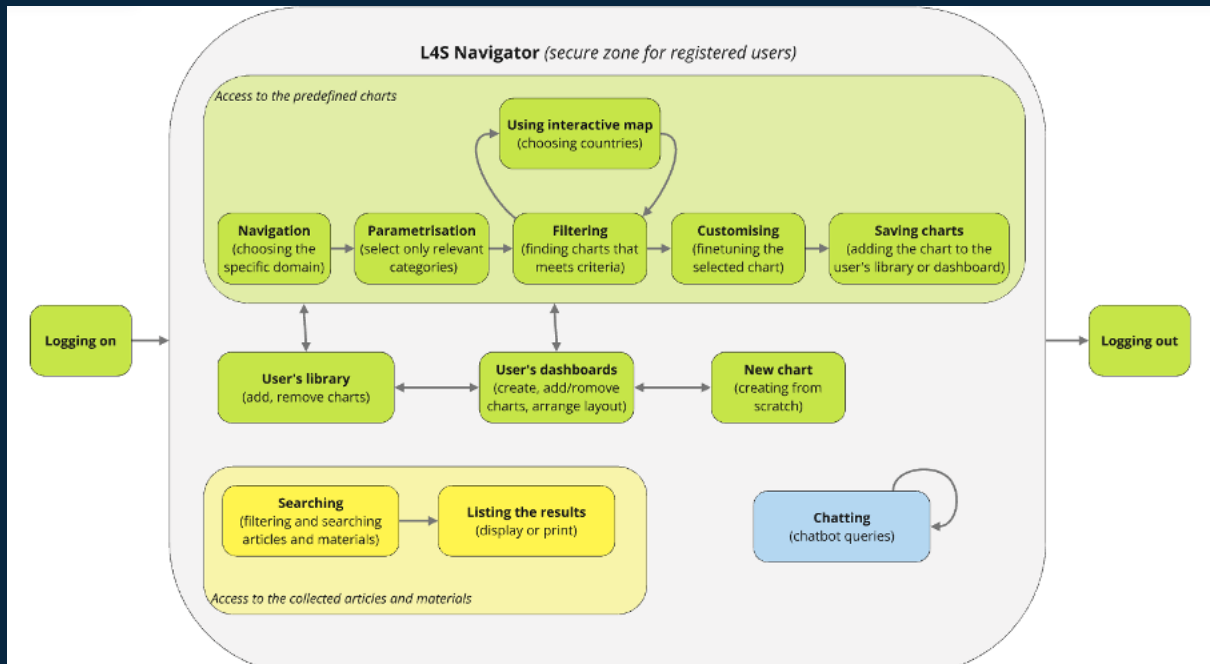 L4S Navigator (secure zone for registered users)
Access to the predefined charts
Using interactive map
(choosing countries)
Navigation
(choosing the
specific domain)
Parametrisation
(select only relevant
categories)
Filtering
(finding charts that
meets criteria)
Customising
(finetuning the
selected chart)
Saving charts
(adding the chart to the
user's library or dashboard)
Logging on
Logging out
User's library
(add, remove charts)
User's dashboards
(create, add/romove
charts, arrange layout)
New chart
(creating from
scratch)
Searching
(filtering and searching
articles and materials)
Listing the results
(display or print)
Chatting
(chatbot queries)
Access to the collected articles and materials